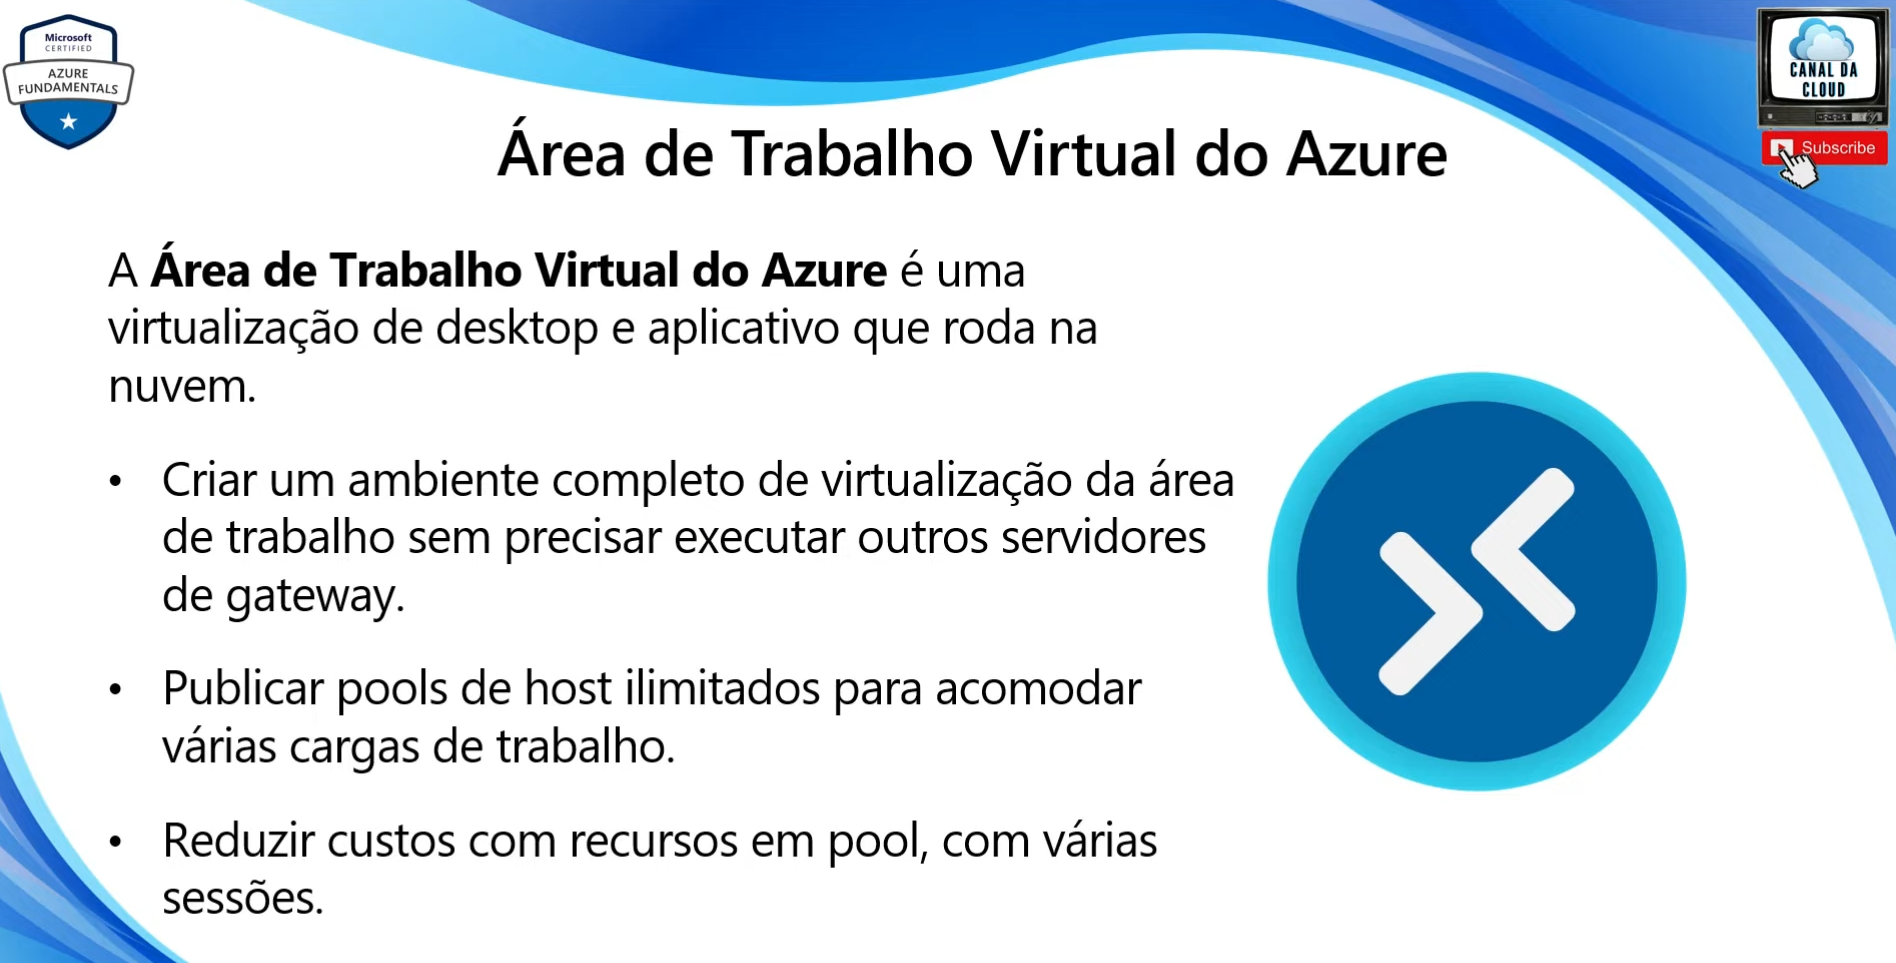 Microsoft
CERTIFIED
AZURE
FUNDAMENTALS
CANAL DA
CLOUD
Subscribe
Área de Trabalho Virtual do Azure
A Área de Trabalho Virtual do Azure é uma
virtualização de desktop e aplicativo que roda na
nuvem.
• Criar um ambiente completo de virtualização da área
de trabalho sem precisar executar outros servidores
de gateway.
• Publicar pools de host ilimitados para acomodar
várias cargas de trabalho.
• Reduzir custos com recursos em pool, com várias
sessões.